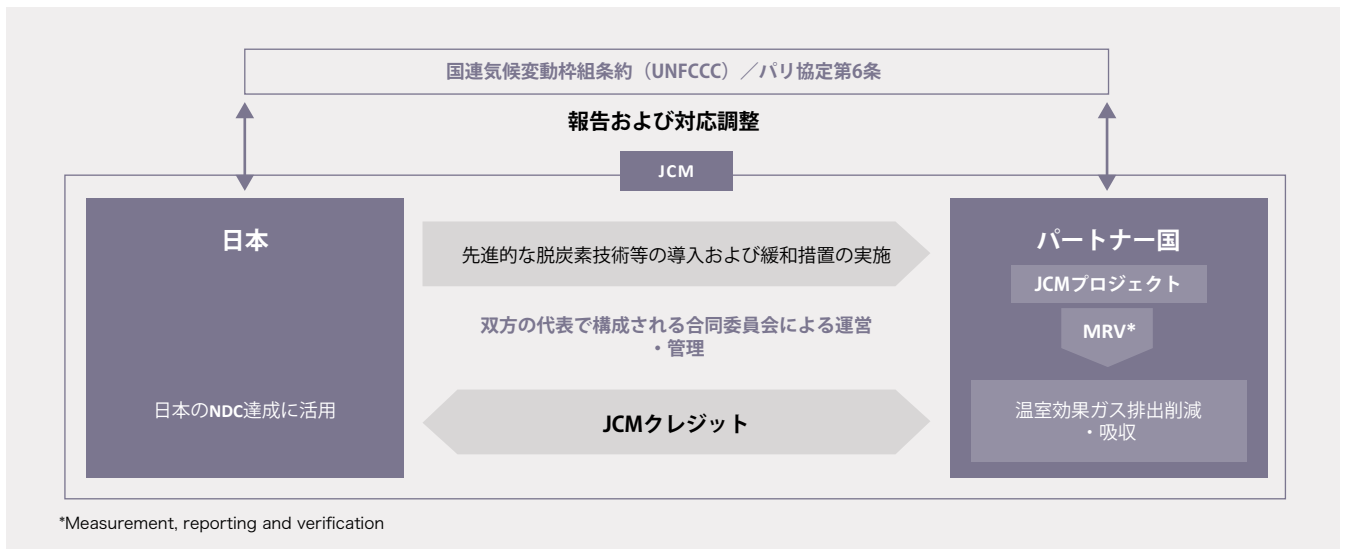 国連気候変動枠組条約（UNFCCC）／パリ協定第6条
報告および対応調整
JCM
日本
日本のNDC達成に活用
先進的な脱炭素技術等の導入および緩和措置の実施
双方の代表で構成される合同委員会による運営
・管理
JCMクレジット
パートナー国
JCMプロジェクト
MRV*
温室効果ガス排出削減
・吸収
*Measurement, reporting and verification